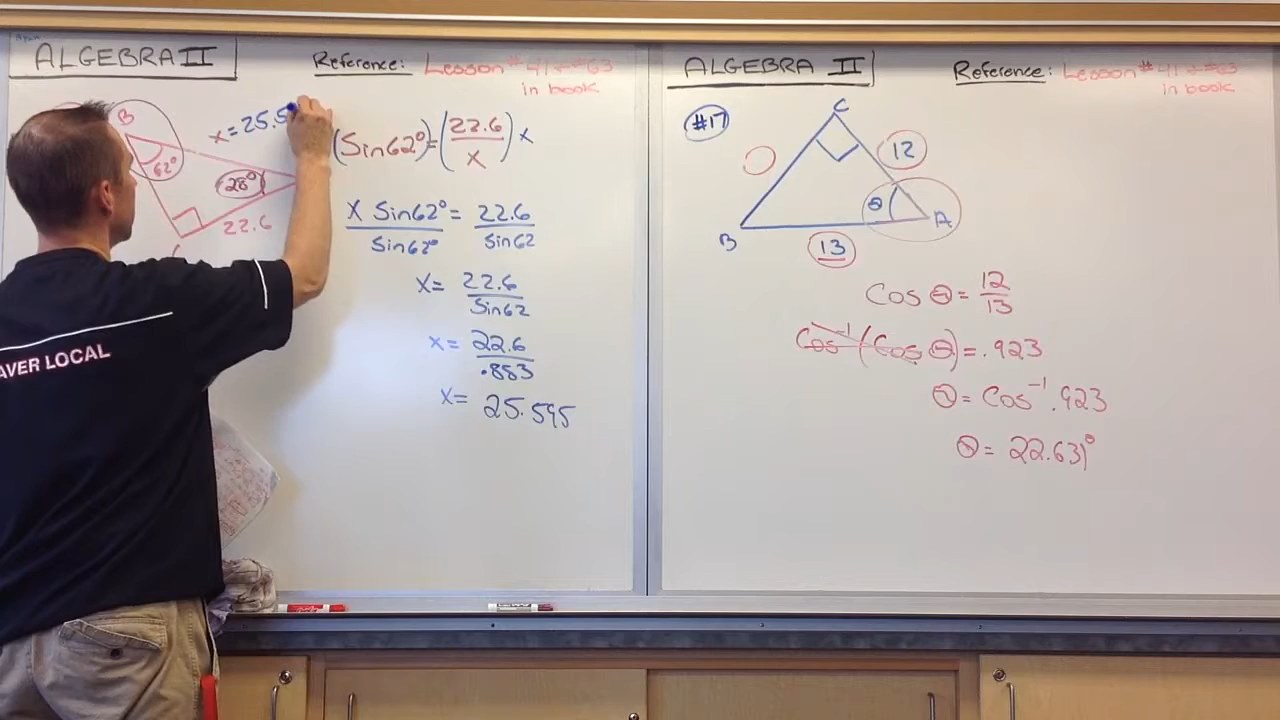 ALGEBRA II
Reference: Lesson #41 + #63
in book
B
x = 25.5
62°
28°
22.6
C
(Sin62°)=(22.6/x)x
x Sin62° = 22.6
Sin62° Sin62
x= 22.6
Sin62
x= 22.6
.883
x= 25.595
AVER LOCAL
ALGEBRA II
Reference: Lesson #41 + #63
in book
#17
C
12
θ
A
B
13
Cos θ = 12/13
Cos⁻¹(Cos θ) = .923
θ = Cos⁻¹ .923
θ = 22.631°